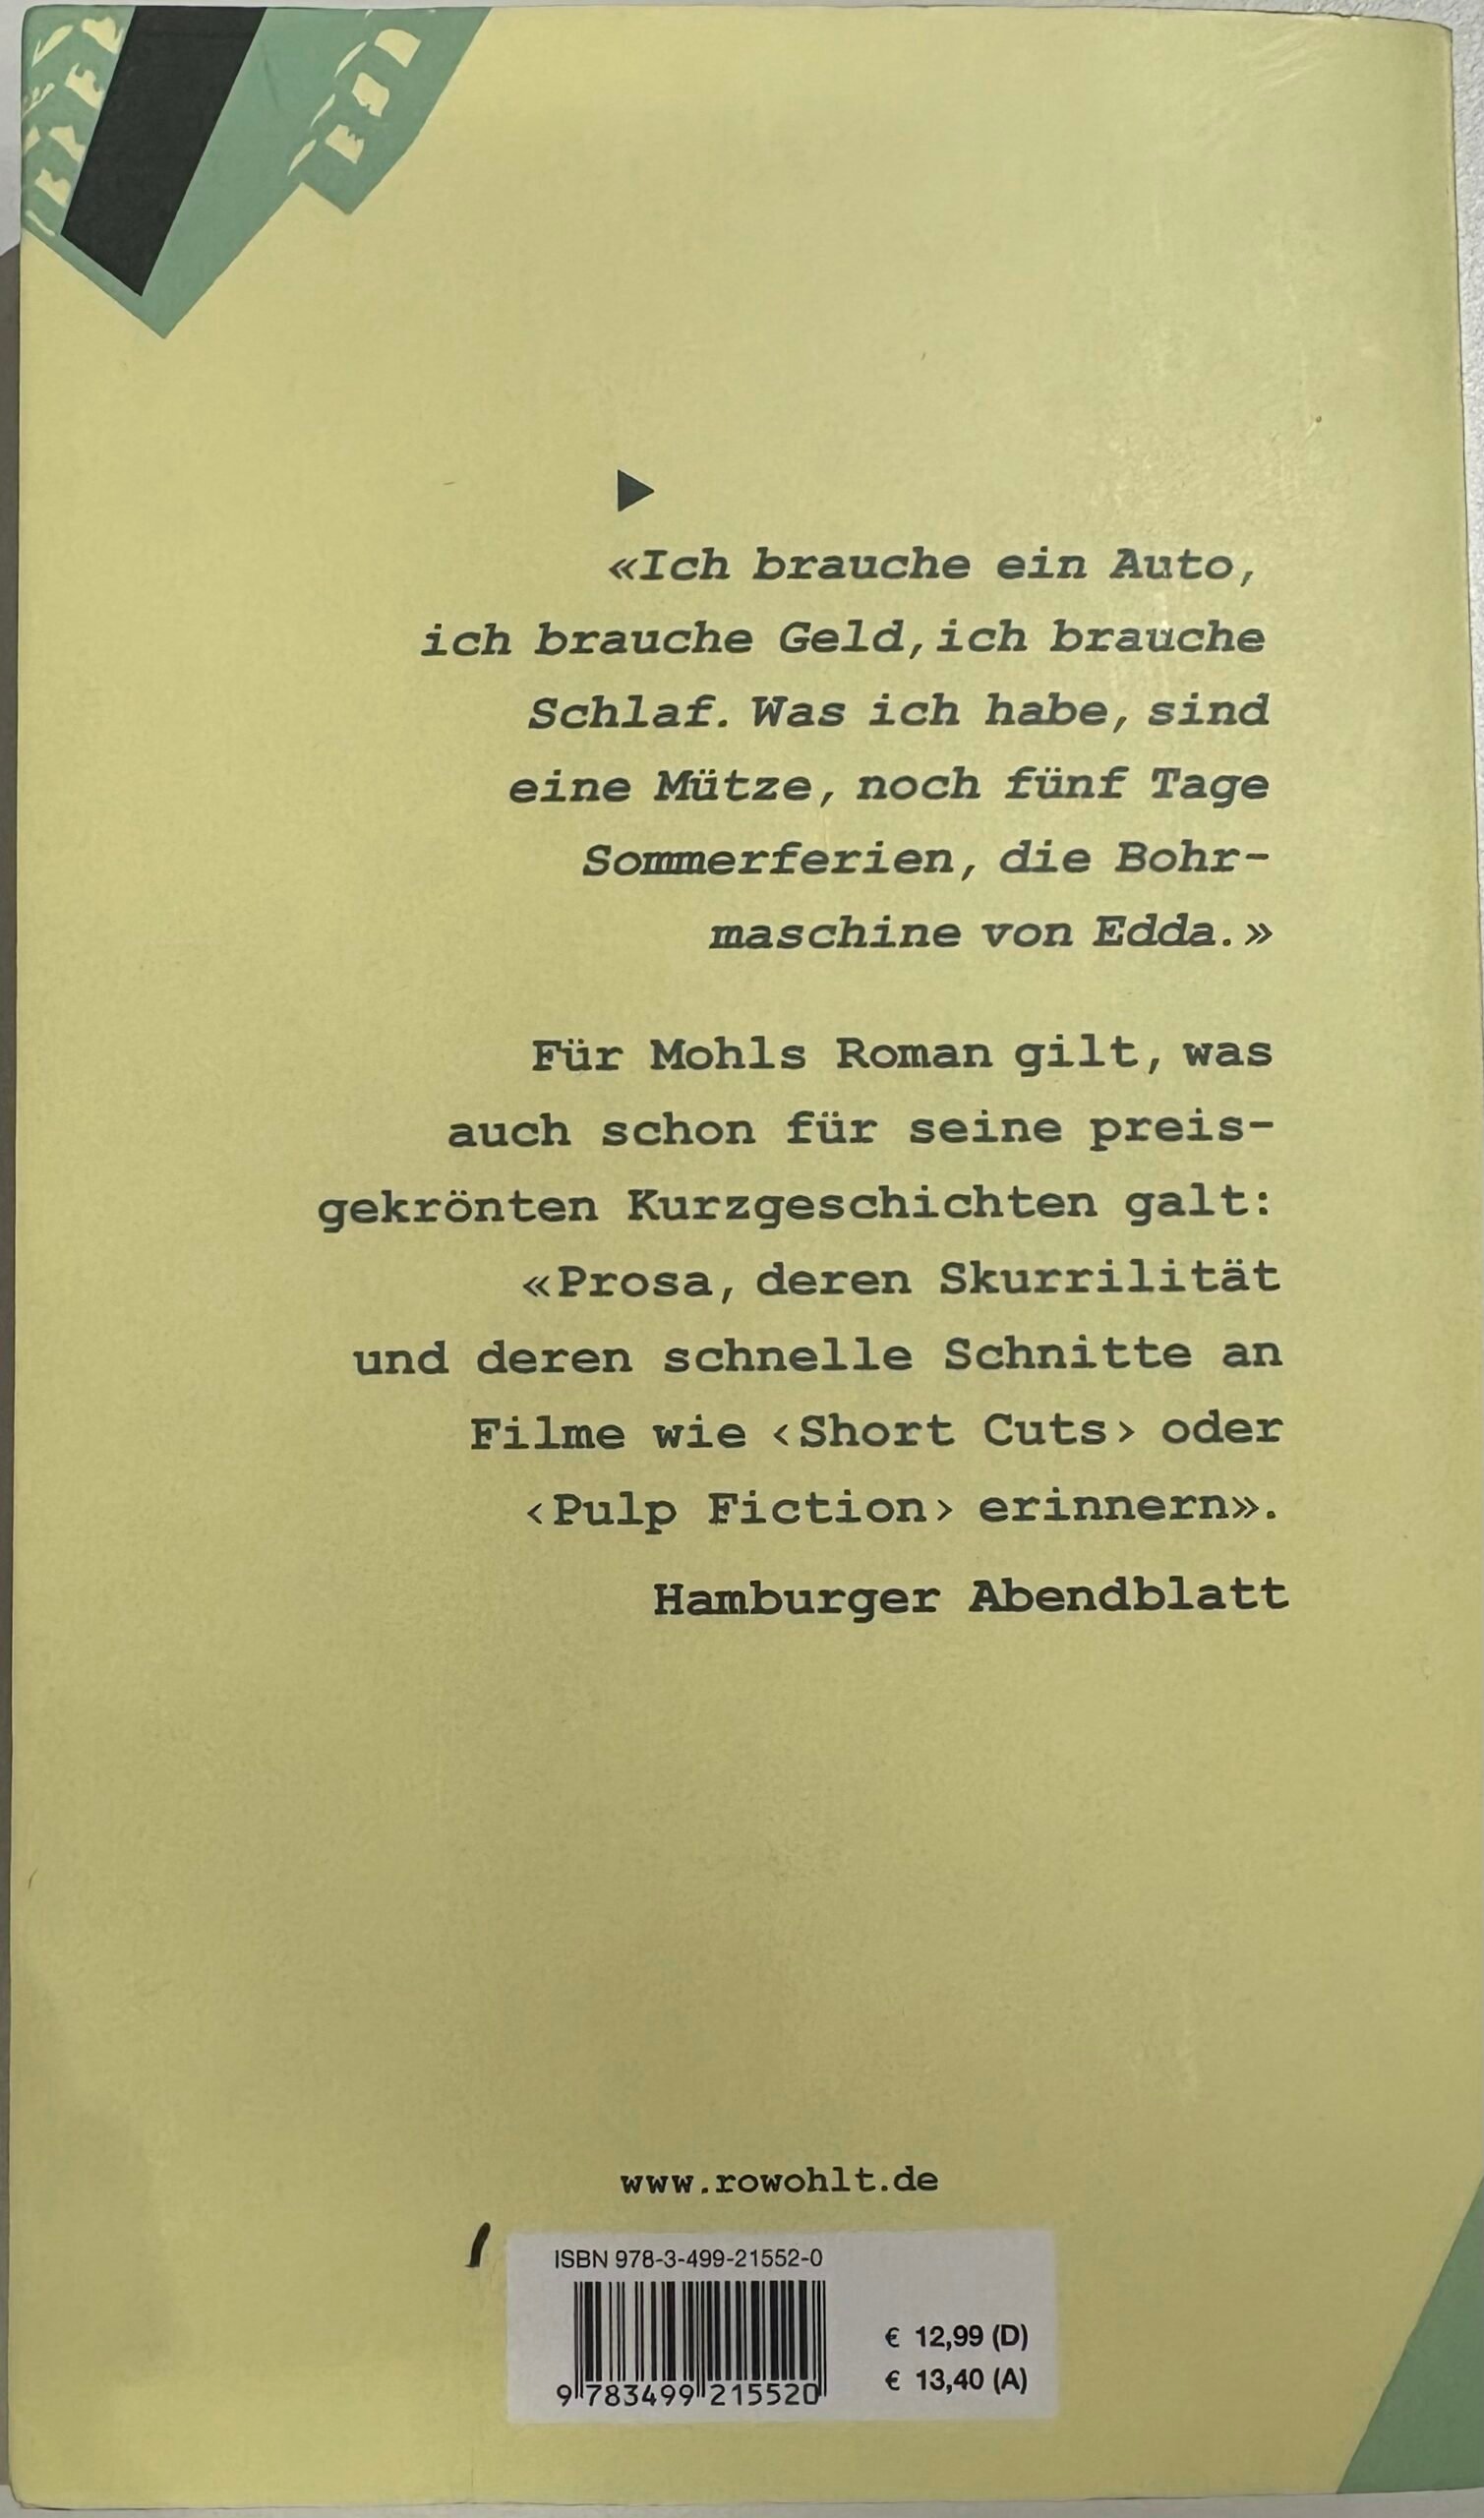 «Ich brauche ein Auto,
ich brauche Geld, ich brauche
Schlaf. Was ich habe, sind
eine Mütze, noch fünf Tage
Sommerferien, die Bohr-
maschine von Edda.»
Für Mohls Roman gilt, was
auch schon für seine preis-
gekrönten Kurzgeschichten galt:
«Prosa, deren Skurrilität
und deren schnelle Schnitte an
Filme wie ‹Short Cuts› oder
‹Pulp Fiction› erinnern».
Hamburger Abendblatt
www.rowohlt.de
ISBN 978-3-499-21552-0
9 783499 215520
€ 12,99 (D)
€ 13,40 (A)